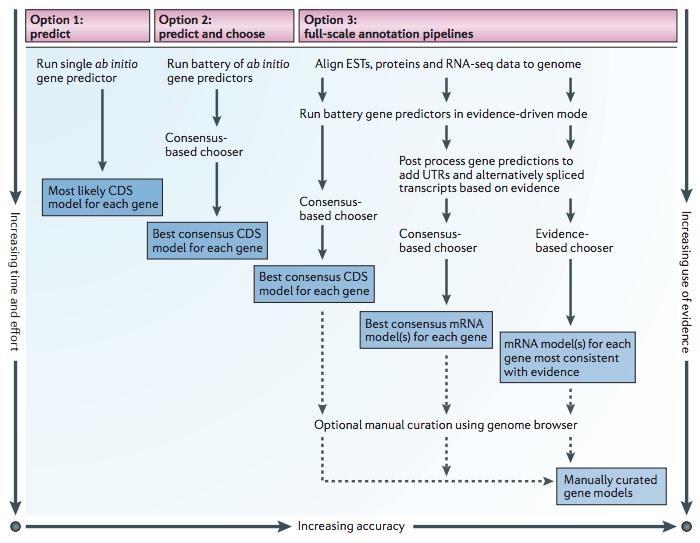 Option 1:
predict
Option 2:
predict and choose
Option 3:
full-scale annotation pipelines
Run single ab initio
gene predictor
Run battery of ab initio
gene predictors
Align ESTs, proteins and RNA-seq data to genome
Run battery gene predictors in evidence-driven mode
Consensus-
based chooser
Post process gene predictions to
add UTRs and alternatively spliced
transcripts based on evidence
Most likely CDS
model for each gene
Consensus-
based chooser
Best consensus CDS
model for each gene
Consensus-
based chooser
Evidence-
based chooser
Best consensus CDS
model for each gene
Best consensus mRNA
model(s) for each gene
mRNA model(s) for each
gene most consistent
with evidence
Optional manual curation using genome browser
Manually curated
gene models
Increasing time and effort
Increasing use of evidence
Increasing accuracy